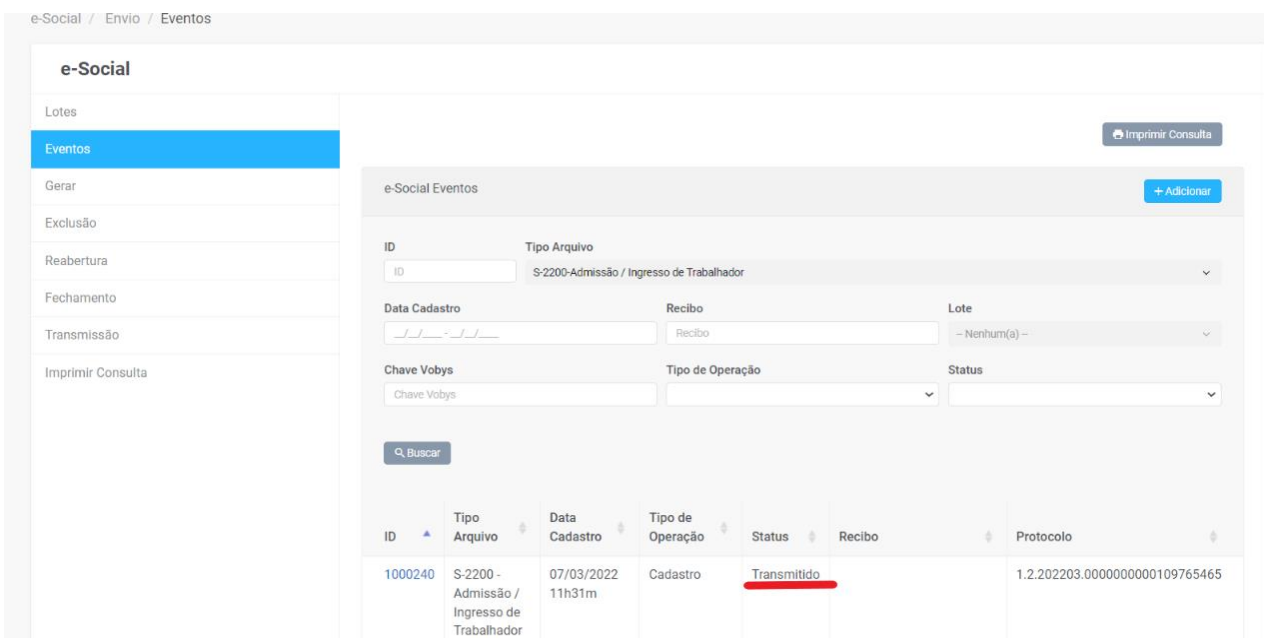 e-Social / Envio / Eventos
e-Social
Lotes
Eventos
Gerar
Exclusão
Reabertura
Fechamento
Transmissão
Imprimir Consulta
Imprimir Consulta
e-Social Eventos
+ Adicionar
ID
Tipo Arquivo
ID
S-2200-Admissão / Ingresso de Trabalhador
Data Cadastro
Recibo
Lote
__/__/____ - __/__/____
Recibo
-- Nenhum(a) --
Chave Vobys
Tipo de Operação
Status
Chave Vobys
Buscar
ID
Tipo Arquivo
Data Cadastro
Tipo de Operação
Status
Recibo
Protocolo
1000240
S-2200 -
Admissão /
Ingresso de
Trabalhador
07/03/2022
11h31m
Cadastro
Transmitido
1.2.202203.0000000000109765465